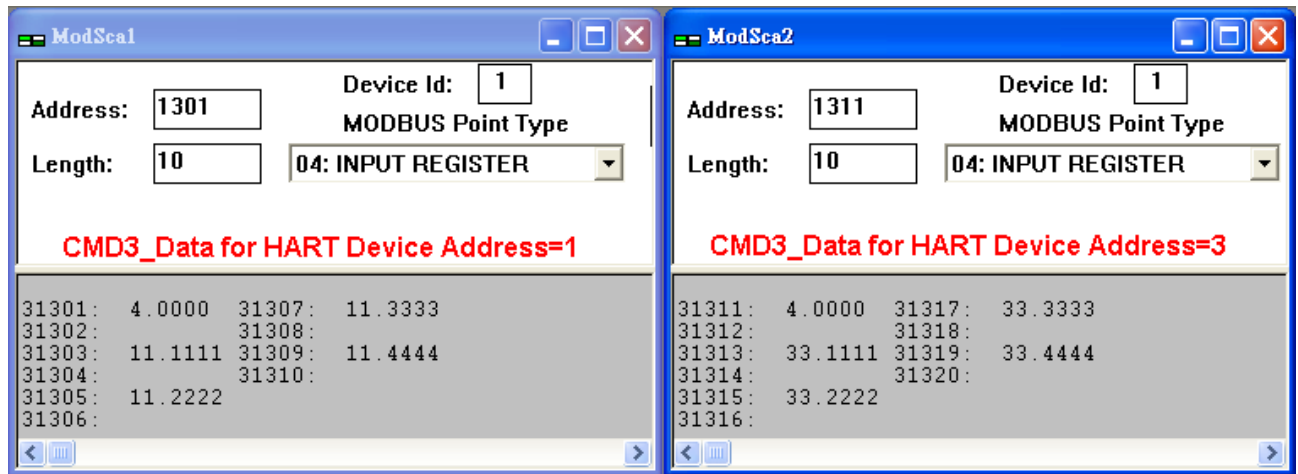 ModSca1
Device Id: 1
Address: 1301
MODBUS Point Type
Length: 10 04: INPUT REGISTER
CMD3_Data for HART Device Address=1
31301: 4.0000 31307: 11.3333
31302: 31308:
31303: 11.1111 31309: 11.4444
31304: 31310:
31305: 11.2222
31306:
ModSca2
Device Id: 1
Address: 1311
MODBUS Point Type
Length: 10 04: INPUT REGISTER
CMD3_Data for HART Device Address=3
31311: 4.0000 31317: 33.3333
31312: 31318:
31313: 33.1111 31319: 33.4444
31314: 31320:
31315: 33.2222
31316: